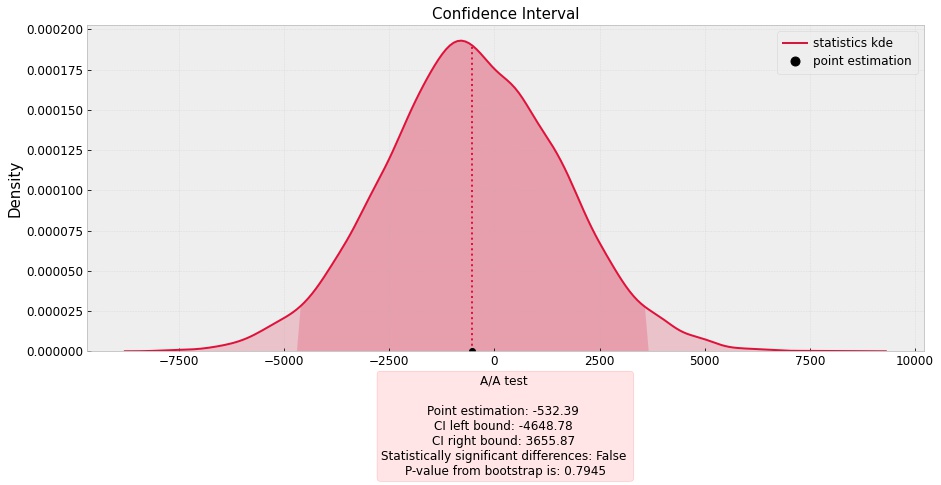 Confidence Interval
statistics kde
point estimation
Density
0.000200
0.000175
0.000150
0.000125
0.000100
0.000075
0.000050
0.000025
0.000000
−7500 −5000 −2500 0 2500 5000 7500 10000
A/A test
Point estimation: -532.39
CI left bound: -4648.78
CI right bound: 3655.87
Statistically significant differences: False
P-value from bootstrap is: 0.7945